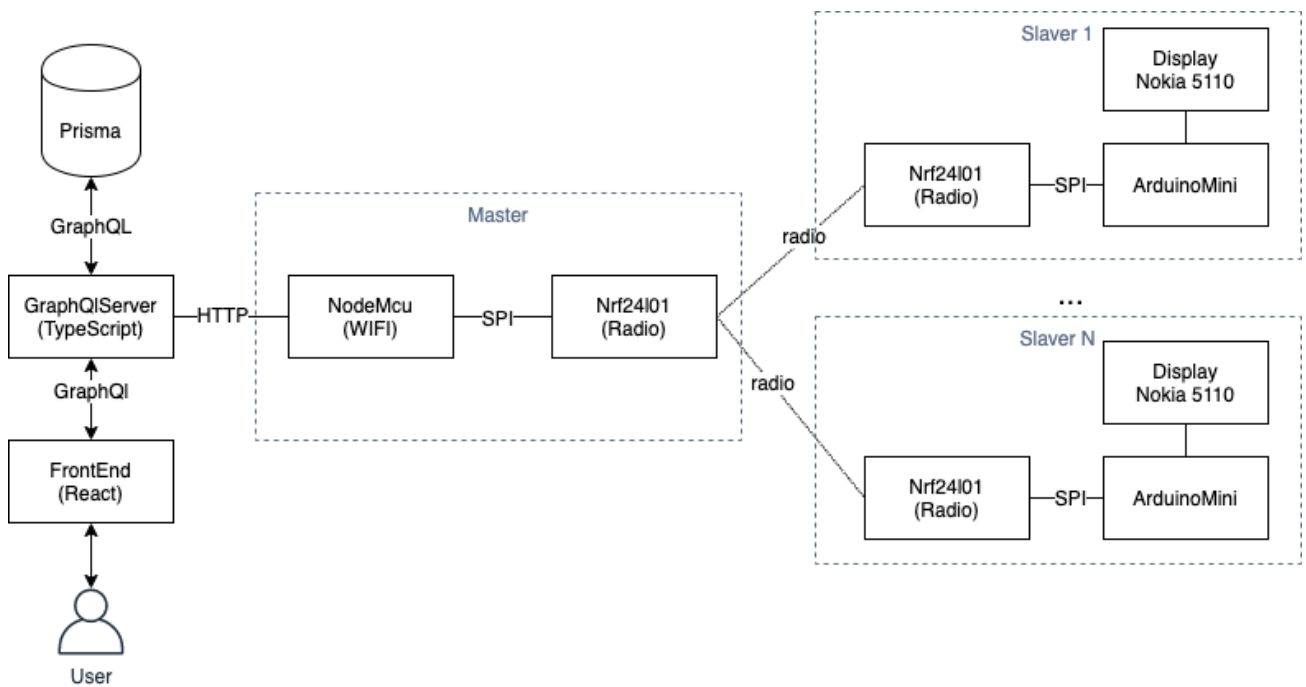 Slaver 1
Display
Nokia 5110
Prisma
Nrf24l01
(Radio)
SPI
ArduinoMini
GraphQL
Master
radio
GraphQlServer
(TypeScript)
HTTP
NodeMcu
(WIFI)
SPI
Nrf24l01
(Radio)
...
Slaver N
GraphQl
radio
Display
Nokia 5110
FrontEnd
(React)
Nrf24l01
(Radio)
SPI
ArduinoMini
User